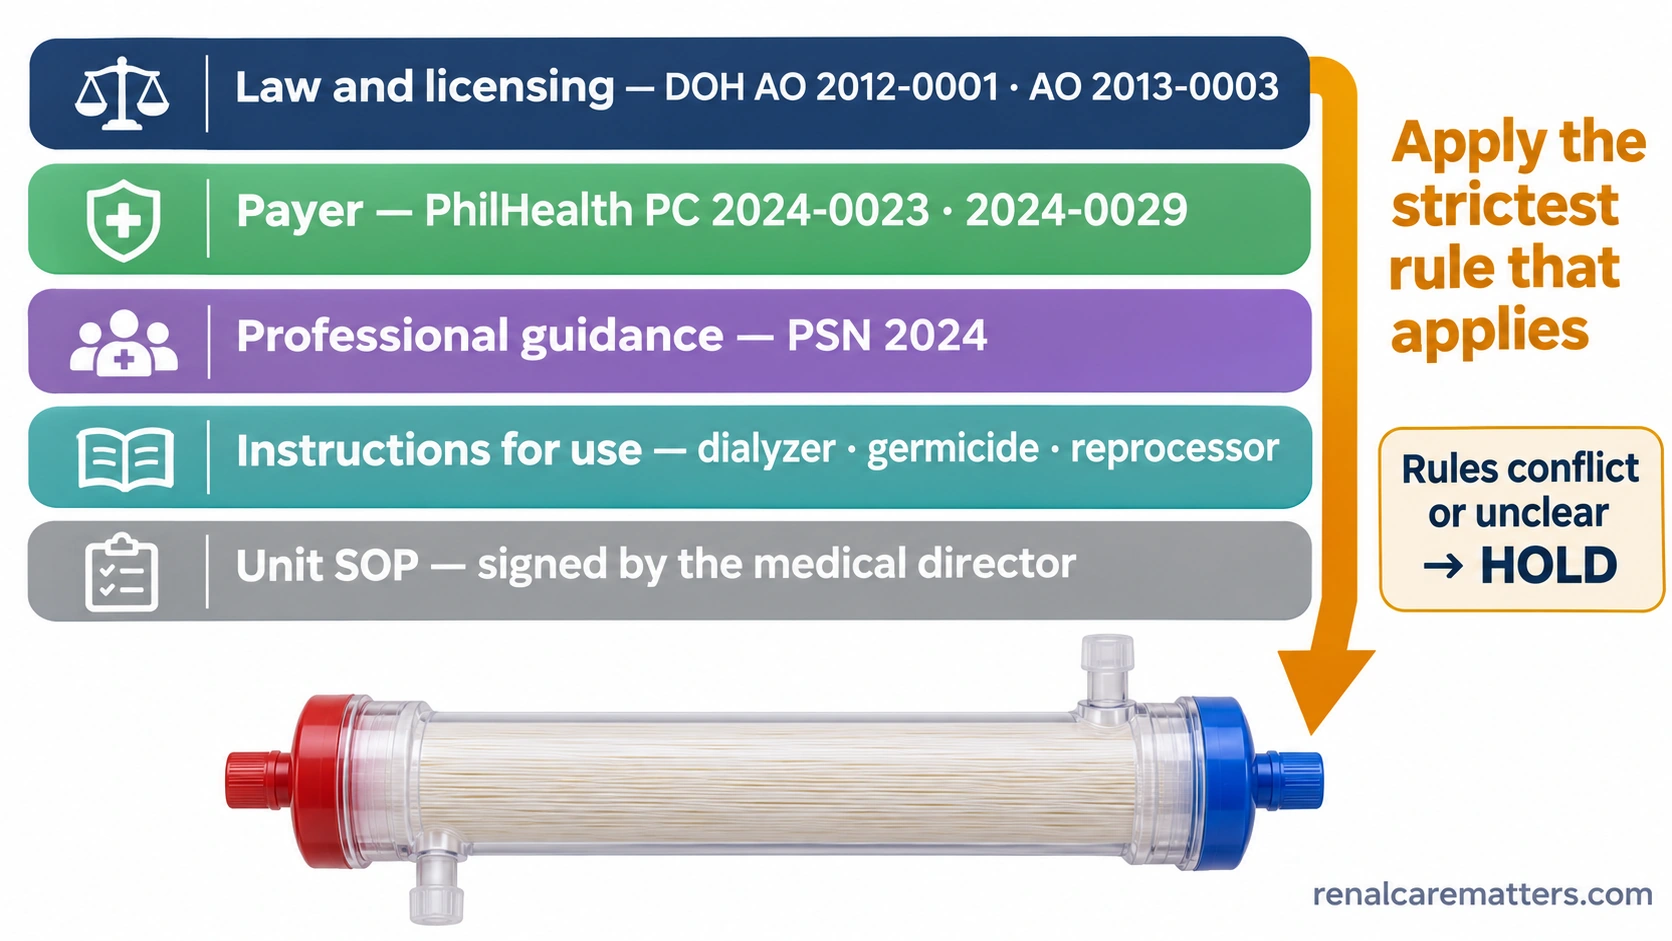 Law and licensing — DOH AO 2012-0001 · AO 2013-0003
Payer — PhilHealth PC 2024-0023 · 2024-0029
Professional guidance — PSN 2024
Instructions for use — dialyzer · germicide · reprocessor
Unit SOP — signed by the medical director
Apply the
strictest
rule that
applies
Rules conflict
or unclear
→ HOLD
renalcarematters.com